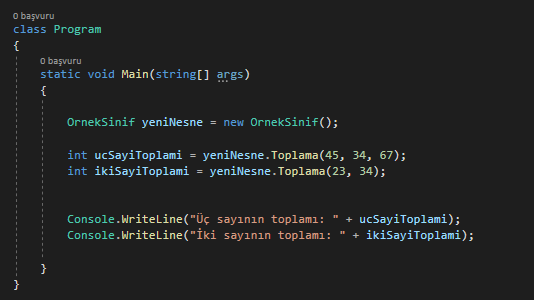 0 başvuru
class Program
{
0 başvuru
static void Main(string[] args)
{
OrnekSinif yeniNesne = new OrnekSinif();
int ucSayiToplami = yeniNesne.Toplama(45, 34, 67);
int ikiSayiToplami = yeniNesne.Toplama(23, 34);
Console.WriteLine("Üç sayının toplamı: " + ucSayiToplami);
Console.WriteLine("İki sayının toplamı: " + ikiSayiToplami);
}
}